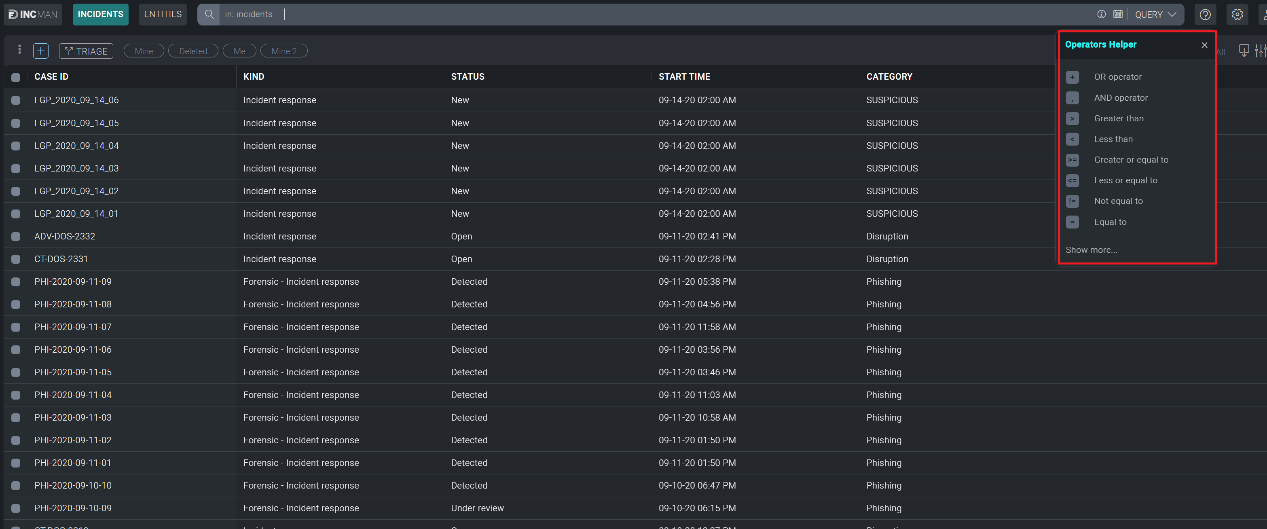 INCMAN INCIDENTS ENTITIES in: incidents QUERY
+ TRIAGE Mine Deleted Me Mine 2 All
Operators Helper ×
+ OR operator
, AND operator
> Greater than
< Less than
>= Greater or equal to
<= Less or equal to
!= Not equal to
= Equal to
Show more...
CASE ID KIND STATUS START TIME CATEGORY
LGP_2020_09_14_06 Incident response New 09-14-20 02:00 AM SUSPICIOUS
LGP_2020_09_14_05 Incident response New 09-14-20 02:00 AM SUSPICIOUS
LGP_2020_09_14_04 Incident response New 09-14-20 02:00 AM SUSPICIOUS
LGP_2020_09_14_03 Incident response New 09-14-20 02:00 AM SUSPICIOUS
LGP_2020_09_14_02 Incident response New 09-14-20 02:00 AM SUSPICIOUS
LGP_2020_09_14_01 Incident response New 09-14-20 02:00 AM SUSPICIOUS
ADV-DOS-2332 Incident response Open 09-11-20 02:41 PM Disruption
CT-DOS-2331 Incident response Open 09-11-20 02:28 PM Disruption
PHI-2020-09-11-09 Forensic - Incident response Detected 09-11-20 05:38 PM Phishing
PHI-2020-09-11-08 Forensic - Incident response Detected 09-11-20 04:56 PM Phishing
PHI-2020-09-11-07 Forensic - Incident response Detected 09-11-20 11:58 AM Phishing
PHI-2020-09-11-06 Forensic - Incident response Detected 09-11-20 03:56 PM Phishing
PHI-2020-09-11-05 Forensic - Incident response Detected 09-11-20 03:46 PM Phishing
PHI-2020-09-11-04 Forensic - Incident response Detected 09-11-20 11:03 AM Phishing
PHI-2020-09-11-03 Forensic - Incident response Detected 09-11-20 10:58 AM Phishing
PHI-2020-09-11-02 Forensic - Incident response Detected 09-11-20 01:50 PM Phishing
PHI-2020-09-11-01 Forensic - Incident response Detected 09-11-20 01:50 PM Phishing
PHI-2020-09-10-10 Forensic - Incident response Detected 09-10-20 06:47 PM Phishing
PHI-2020-09-10-09 Forensic - Incident response Under review 09-10-20 06:15 PM Phishing